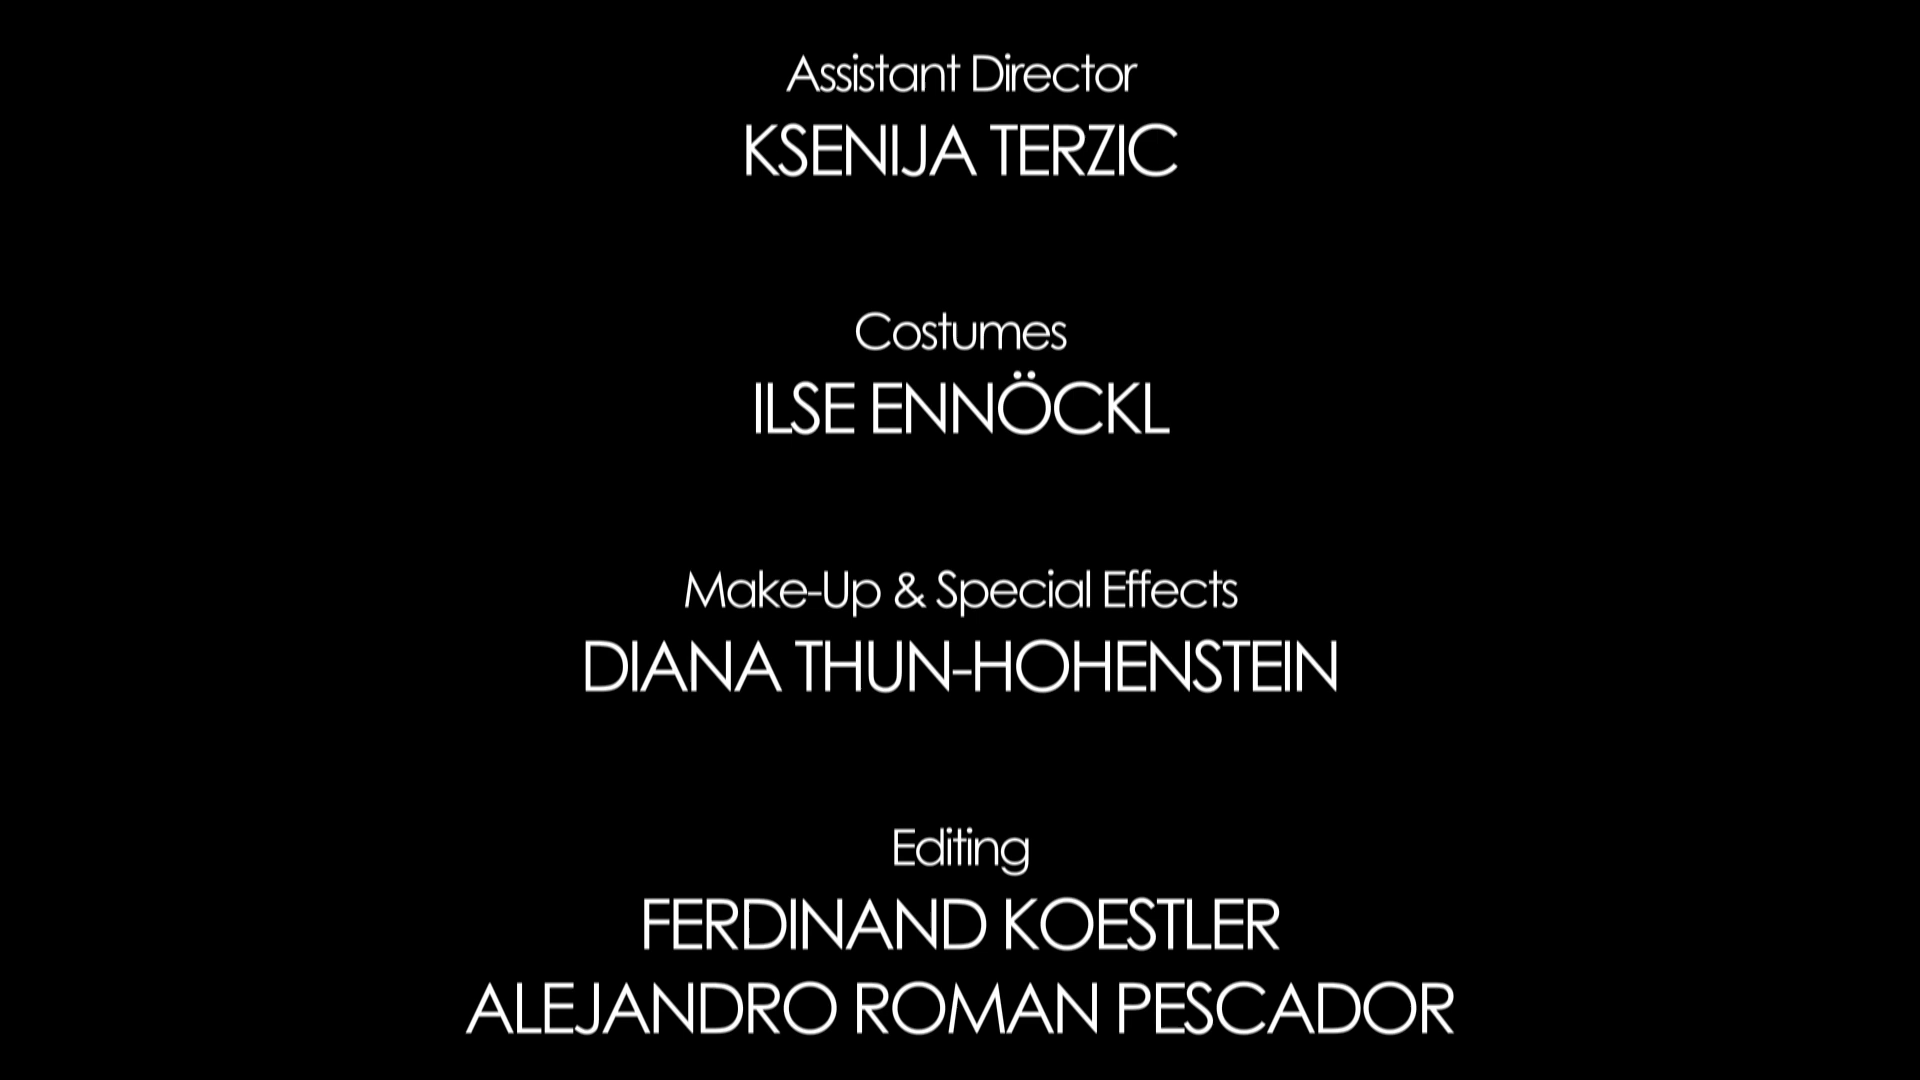 Assistant Director
KSENIJA TERZIC
Costumes
ILSE ENNÖCKL
Make-Up & Special Effects
DIANA THUN-HOHENSTEIN
Editing
FERDINAND KOESTLER
ALEJANDRO ROMAN PESCADOR